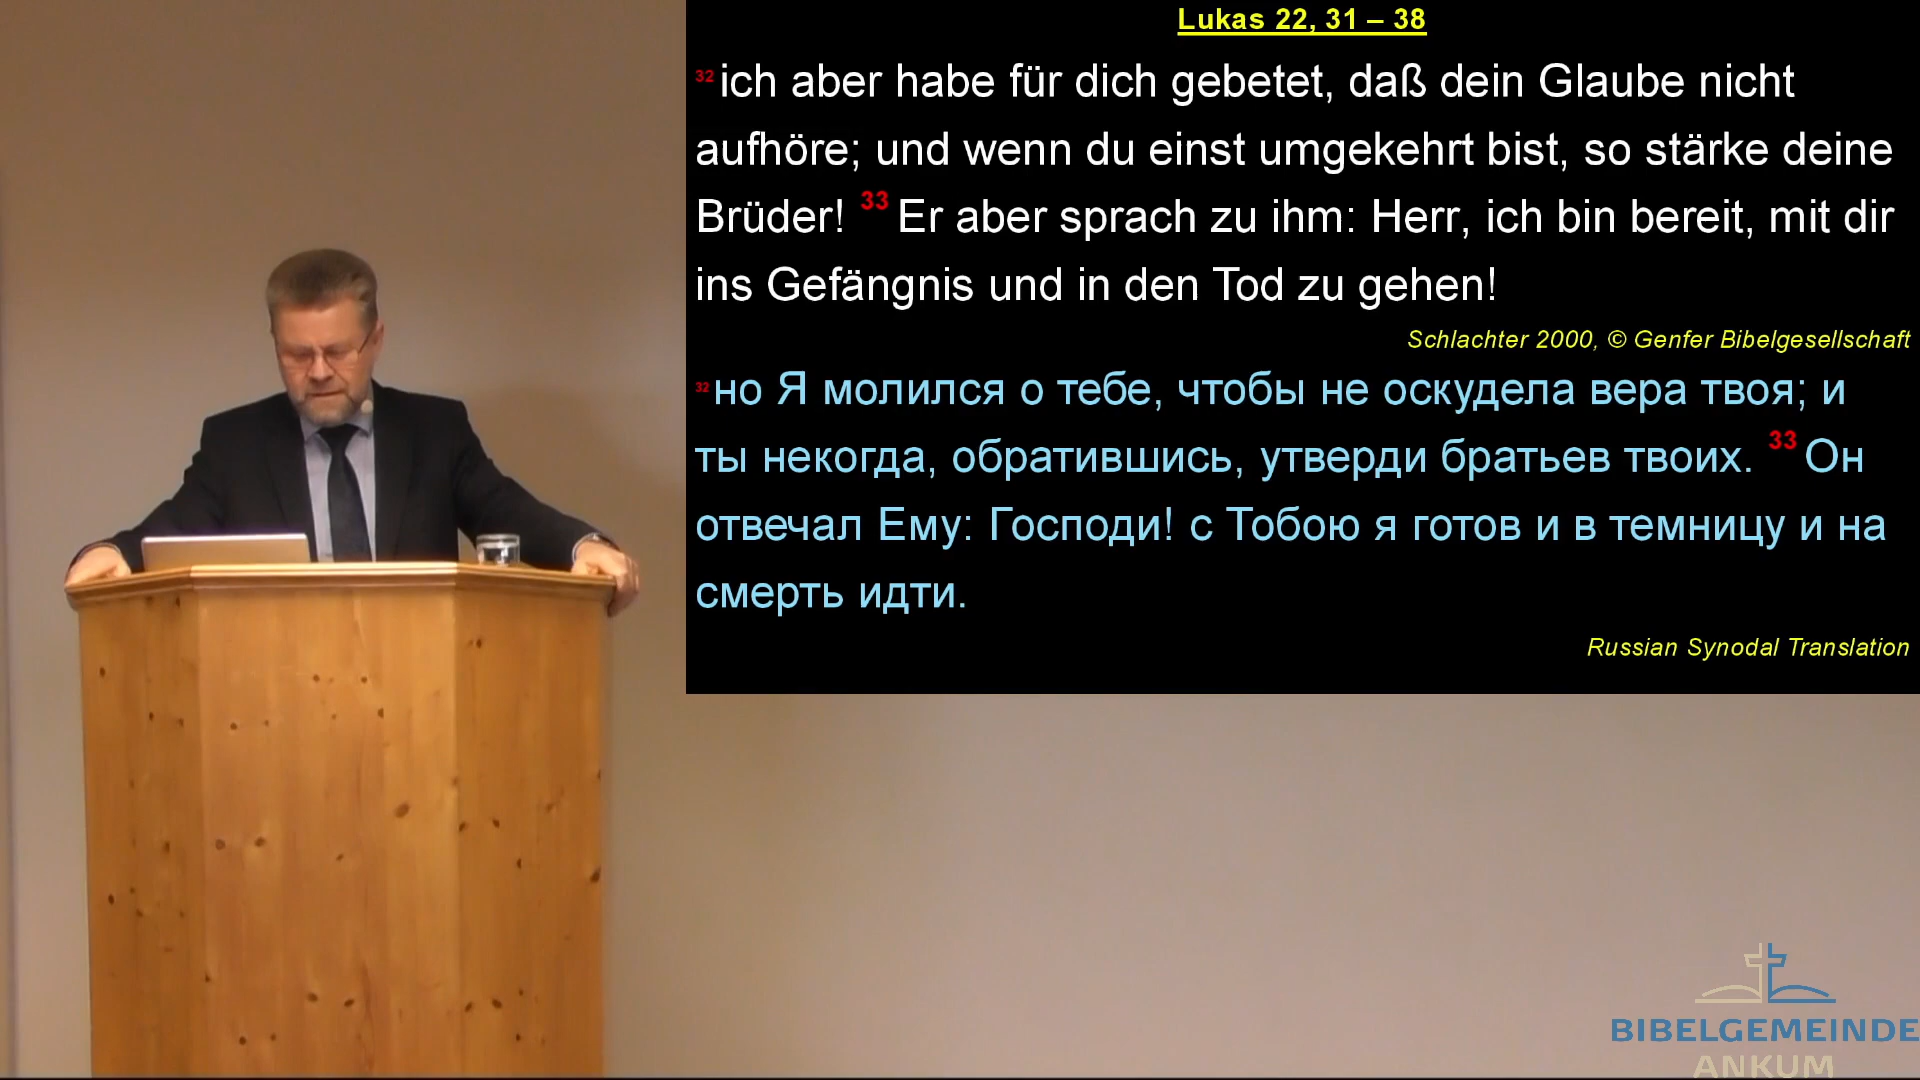 Lukas 22, 31 – 38
32 ich aber habe für dich gebetet, daß dein Glaube nicht
aufhöre; und wenn du einst umgekehrt bist, so stärke deine
Brüder! 33 Er aber sprach zu ihm: Herr, ich bin bereit, mit dir
ins Gefängnis und in den Tod zu gehen!
Schlachter 2000, © Genfer Bibelgesellschaft
32 но Я молился о тебе, чтобы не оскудела вера твоя; и
ты некогда, обратившись, утверди братьев твоих. 33 Он
отвечал Ему: Господи! с Тобою я готов и в темницу и на
смерть идти.
Russian Synodal Translation
BIBELGEMEINDE
ANKUM